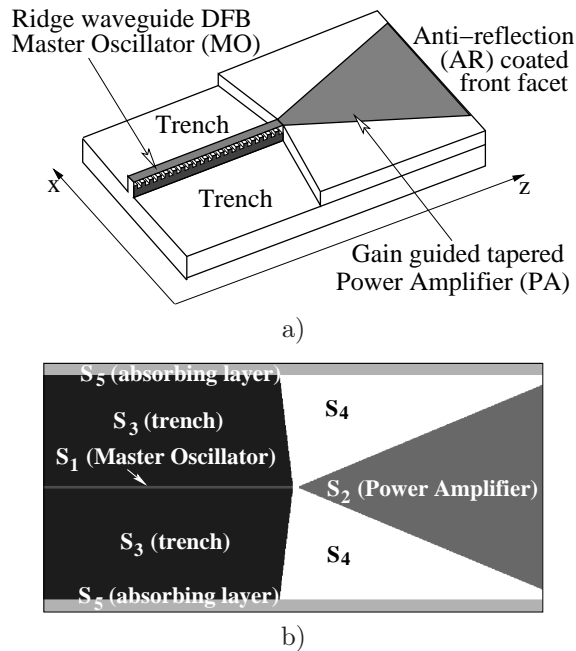 Ridge waveguide DFB
Master Oscillator (MO)
Anti-reflection
(AR) coated
front facet
Trench
Trench
x
z
Gain guided tapered
Power Amplifier (PA)
a)
S5 (absorbing layer)
S4
S3 (trench)
S1 (Master Oscillator)
S2 (Power Amplifier)
S3 (trench)
S4
S5 (absorbing layer)
b)